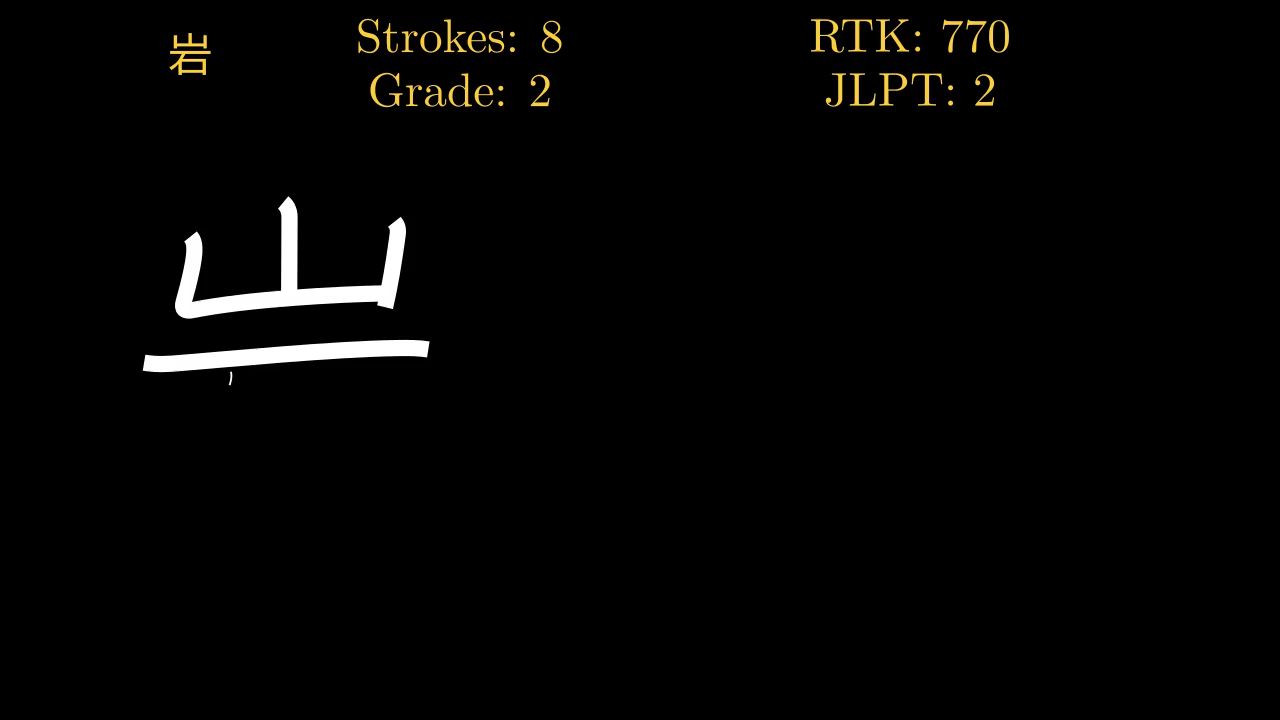 岩
Strokes: 8
Grade: 2
RTK: 770
JLPT: 2